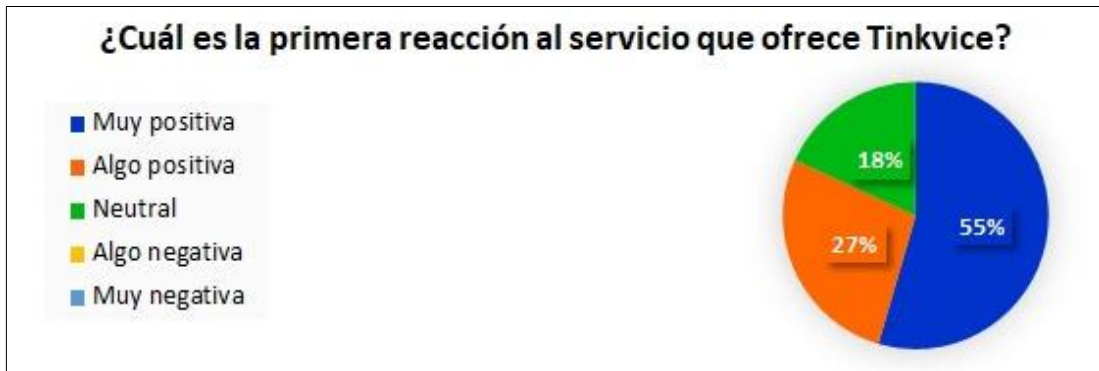 ¿Cuál es la primera reacción al servicio que ofrece Tinkvice?
Muy positiva
Algo positiva
Neutral
Algo negativa
Muy negativa
18%
55%
27%